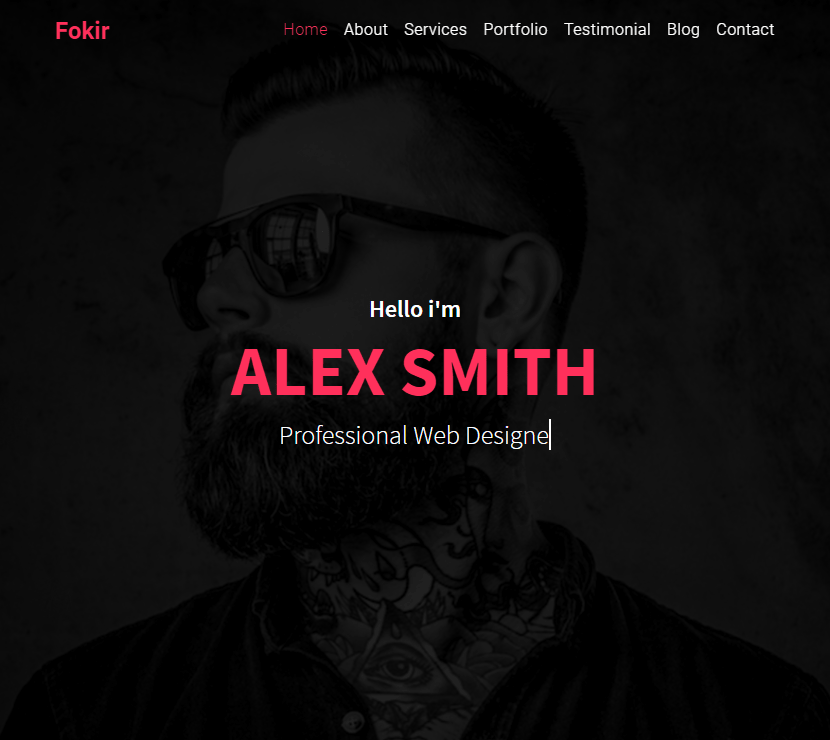 Fokir
Home About Services Portfolio Testimonial Blog Contact
Hello i'm
ALEX SMITH
Professional Web Designe